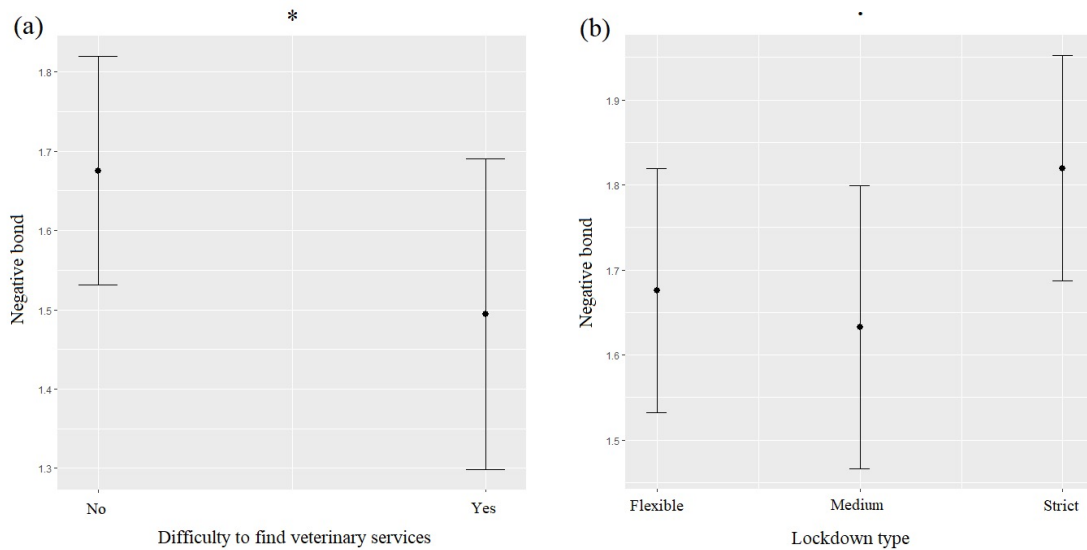 (a)
*
Negative bond
1.8
1.7
1.6
1.5
1.4
1.3
No
Yes
Difficulty to find veterinary services
(b)
.
Negative bond
1.9
1.8
1.7
1.6
1.5
Flexible
Medium
Strict
Lockdown type